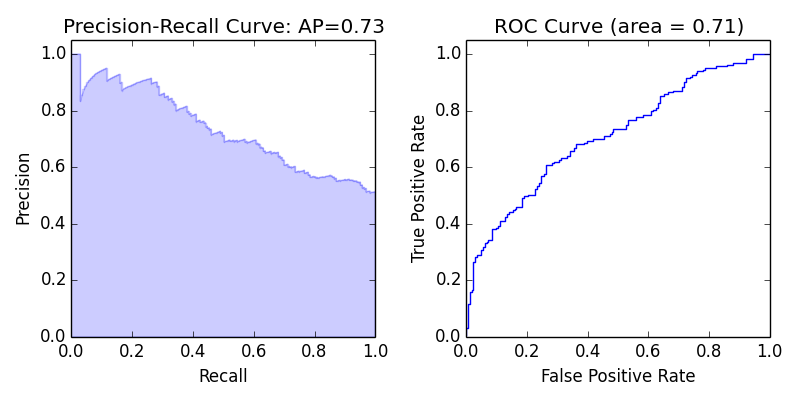 Precision-Recall Curve: AP=0.73
1.0
0.8
0.6
0.4
0.2
0.0
Precision
0.0 0.2 0.4 0.6 0.8 1.0
Recall
ROC Curve (area = 0.71)
1.0
0.8
0.6
0.4
0.2
0.0
True Positive Rate
0.0 0.2 0.4 0.6 0.8 1.0
False Positive Rate